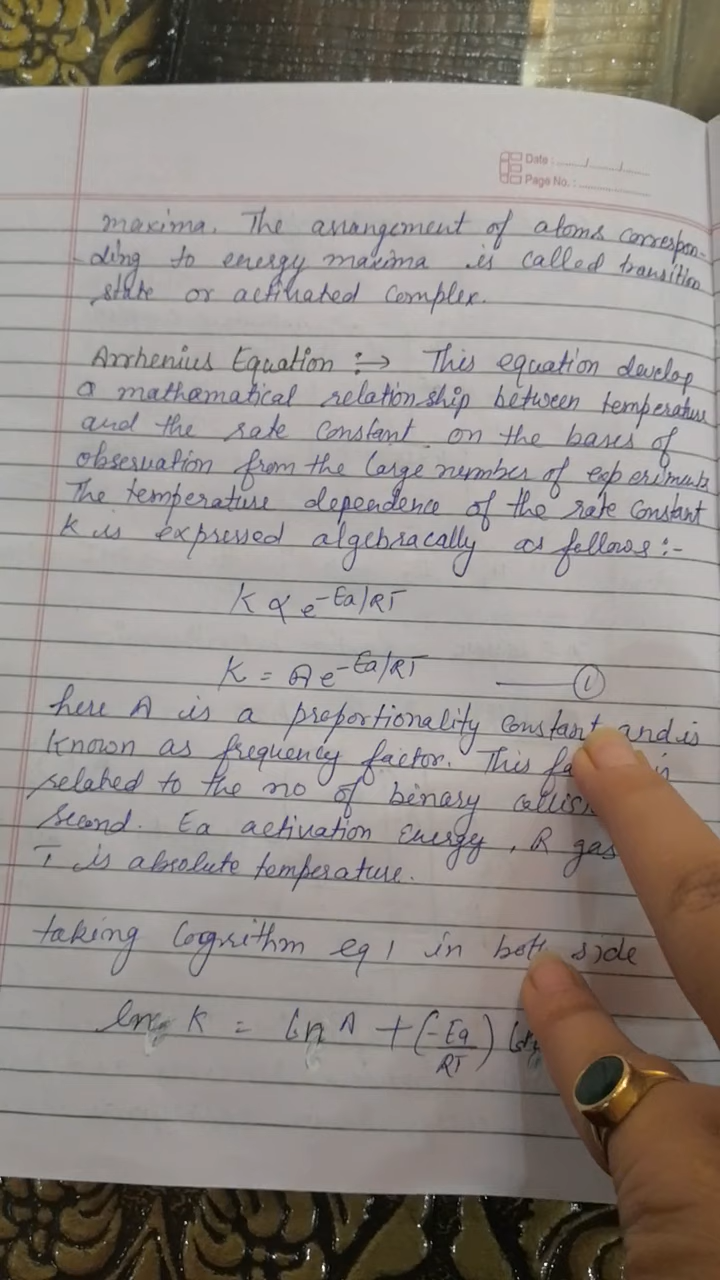 Date : ....../....../......
Page No. : ..................
maxima. The arrangement of atoms correspon-
ding to energy maxima is called transition
state or activated complex.
Arrhenius Equation :→ This equation develop
a mathamatical relationship between temperature
and the rate constant on the bases of
observation from the large number of experiments
The temperature dependence of the rate constant
K is expressed algebracally as follows :-
K ∝ e^-Ea/RT
K = A e^-Ea/RT —— ①
here A is a proportionality constant and is
known as frequency factor. This is
related to the no of binary
second. Ea activation energy, R gas
T is absolute temperature.
taking logrithm eq 1 in both side
ln K = ln A + (-Ea/RT)